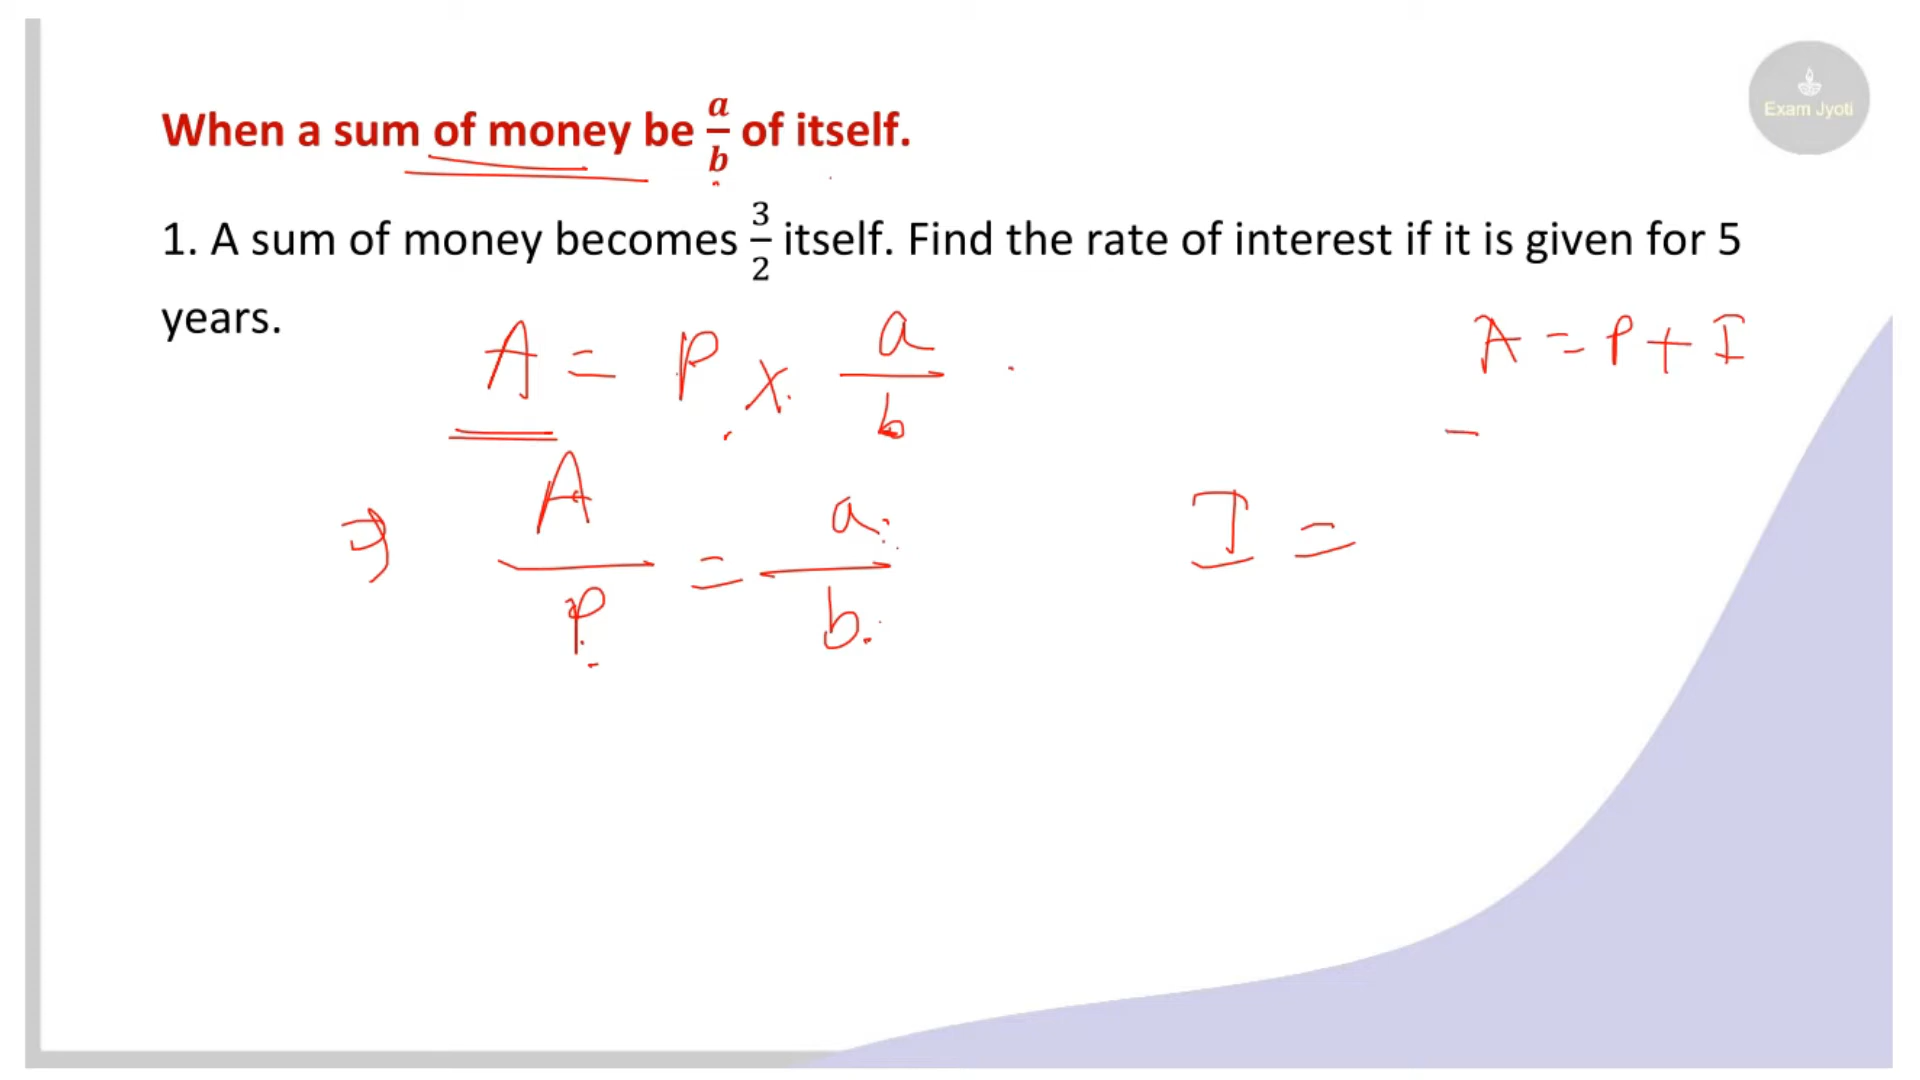 Exam Jyoti
When a sum of money be a/b of itself.
1. A sum of money becomes 3/2 itself. Find the rate of interest if it is given for 5
years.
A = P × a/b
A = P + I
⇒ A/P = a/b
I =